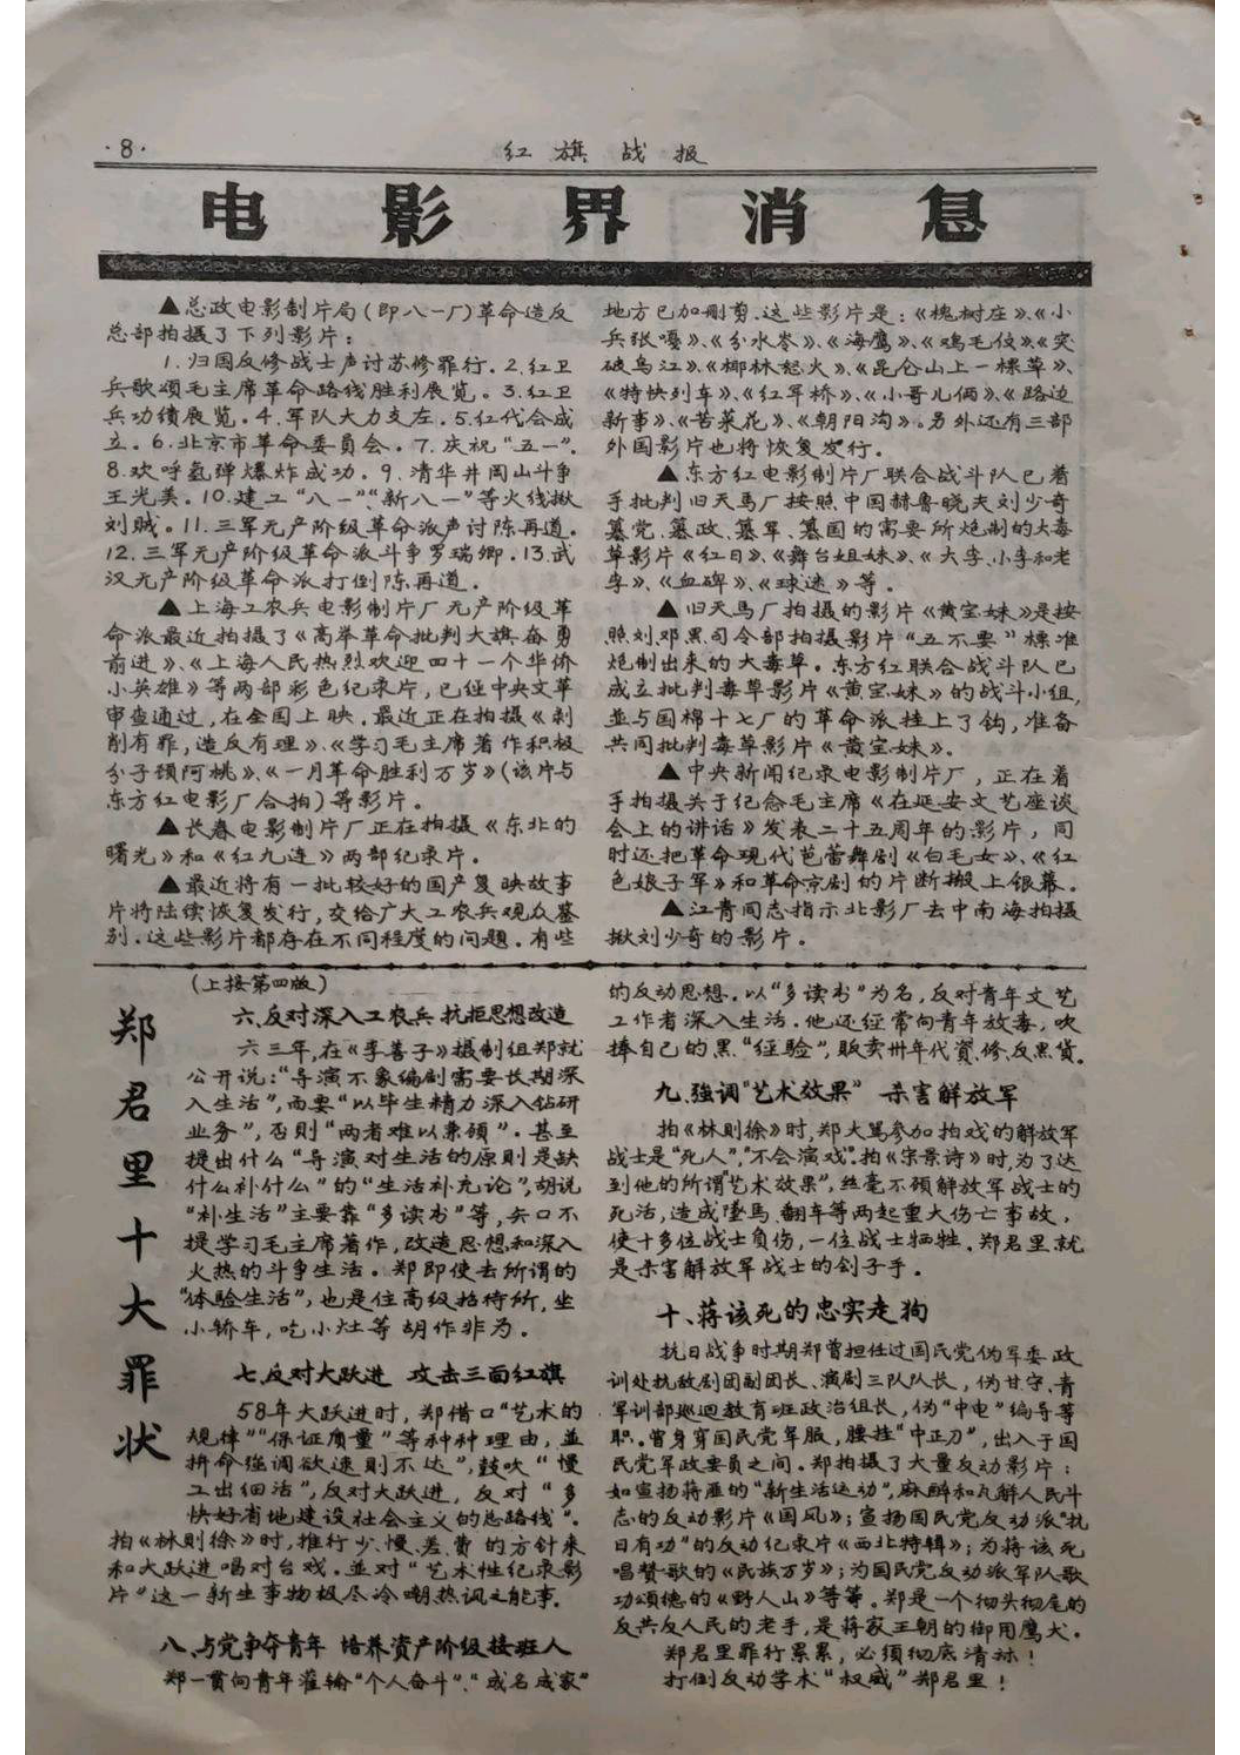 ·8·
红旗战报
电影界消息
▲总政电影制片局(即八一厂)革命造反
总部拍摄了下列影片:
1.归国反修战士声讨苏修罪行.2.红卫
兵歌颂毛主席革命路线胜利展览。3.红卫
兵功绩展览.4.军队大力支左.5.红代会成
立.6.北京市革命委员会.7.庆祝“五一”.
8.欢呼氢弹爆炸成功.9.清华井岡山斗争
王光美.10.建工“八一”“新八一”等火线揪
刘贼。11.三军无产阶级革命派声讨陈再道.
12.三军无产阶级革命派斗争罗瑞卿.13.武
汉无产阶级革命派打倒陈再道.
▲上海工农兵电影制片厂无产阶级革
命派最近拍摄了《高举革命批判大旗奋勇
前进》、《上海人民热烈欢迎四十一个华侨
小英雄》等两部彩色纪录片,已经中央文革
审查通过,在全国上映.最近正在拍摄《剥
削有罪,造反有理》、《学习毛主席著作积极
分子顾阿桃》、《一月革命胜利万岁》(该片与
东方红电影厂合拍)等影片.
▲长春电影制片厂正在拍摄《东北的
曙光》和《红九连》两部纪录片.
▲最近将有一批较好的国产复映故事
片将陆续恢复发行,交给广大工农兵观众鉴
别.这些影片都存在不同程度的问题.有些
地方已加删剪.这些影片是:《槐树庄》、《小
兵张嘎》、《分水岺》、《海鹰》、《鸡毛信》、《突
破乌江》、《椰林怒火》、《昆仑山上一棵草》、
《特快列车》、《红军桥》、《小哥儿俩》、《路边
新事》、《苦菜花》、《朝阳沟》。另外还有三部
外国影片也将恢复发行.
▲东方红电影制片厂联合战斗队已着
手批判旧天馬厂按照中国赫鲁晓夫刘少奇
篡党、篡政、篡军、篡国的需要所炮制的大毒
草影片《红日》、《舞台姐妹》、《大李、小李和老
李》、《血碑》、《球迷》等.
▲旧天馬厂拍摄的影片《黄宝妹》是按
照刘邓黑司令部拍摄影片“五不要”標准
炮制出来的大毒草.东方红联合战斗队已
成立批判毒草影片《黄宝妹》的战斗小组,
並与国棉十七厂的革命派挂上了钩,准备
共同批判毒草影片《黄宝妹》.
▲中央新闻纪录电影制片厂,正在着
手拍摄关于纪念毛主席《在延安文艺座谈
会上的讲话》发表二十五周年的影片,同
时还把革命现代芭蕾舞剧《白毛女》、《红
色娘子军》和革命京剧的片断搬上银幕.
▲江青同志指示北影厂去中南海拍摄
揪刘少奇的影片.
郑君里十大罪状
(上接第四版)
六、反对深入工农兵 抗拒思想改造
六三年,在《李善子》摄制组郑就
公开说:“导演不象编剧需要长期深
入生活”,而要“以毕生精力深入钻研
业务”,否则“两者难以兼顾”.甚至
提出什么“导演对生活的原则是缺
什么补什么”的“生活补充论”,胡说
“补生活”主要靠“多读书”等,矢口不
提学习毛主席著作,改造思想和深入
火热的斗争生活.郑即使去所谓的
“体验生活”,也是住高级招待所,坐
小轿车,吃小灶等胡作非为.
七、反对大跃进 攻击三面红旗
58年大跃进时,郑借口“艺术的
规律”“保证质量”等种种理由,並
拼命强调欲速则不达”,鼓吹“慢
工出细活”,反对大跃进,反对“多
快好省地建设社会主义的总路线”.
拍《林则徐》时,推行少、慢、差、费的方针来
和大跃进唱对台戏.並对“艺术性纪录影
片”这一新生事物极尽冷嘲热讽之能事.
八、与党争夺青年 培养资产阶级接班人
郑一贯向青年灌输“个人奋斗”、“成名成家”
的反动思想.以“多读书”为名,反对青年文艺
工作者深入生活.他还经常向青年放毒,吹
捧自己的黑“经验”,販卖卅年代資、修、反黑货.
九、強调“艺术效果” 杀害解放军
拍《林则徐》时,郑大骂参加拍戏的解放军
战士是“死人”,“不会演戏”.拍《宋景诗》时,为了达
到他的所谓“艺术效果”,丝毫不顾解放军战士的
死活,造成墜馬、翻车等两起重大伤亡事故,
使十多位战士负伤,一位战士牺牲.郑君里就
是杀害解放军战士的刽子手.
十、蒋该死的忠实走狗
抗日战争时期郑曾担任过国民党伪军委政
训处抗敌剧团副团长、演剧三队队长,伪甘、宁、青
军训部巡迴教育班政治组长,伪“中电”编导等
职.曾身穿国民党军服,腰挂“中正刀”,出入于国
民党军政要员之间.郑拍摄了大量反动影片:
如宣扬蒋匪的“新生活运动”,麻醉和瓦解人民斗
志的反动影片《国风》;宣扬国民党反动派“抗
日有功”的反动纪录片《西北特辑》;为蒋该死
唱赞歌的《民族万岁》;为国民党反动派军队歌
功頌德的《野人山》等等.郑是一个彻头彻尾的
反共反人民的老手,是蒋家王朝的御用鹰犬.
郑君里罪行累累,必须彻底清祘!
打倒反动学术“权威”郑君里!